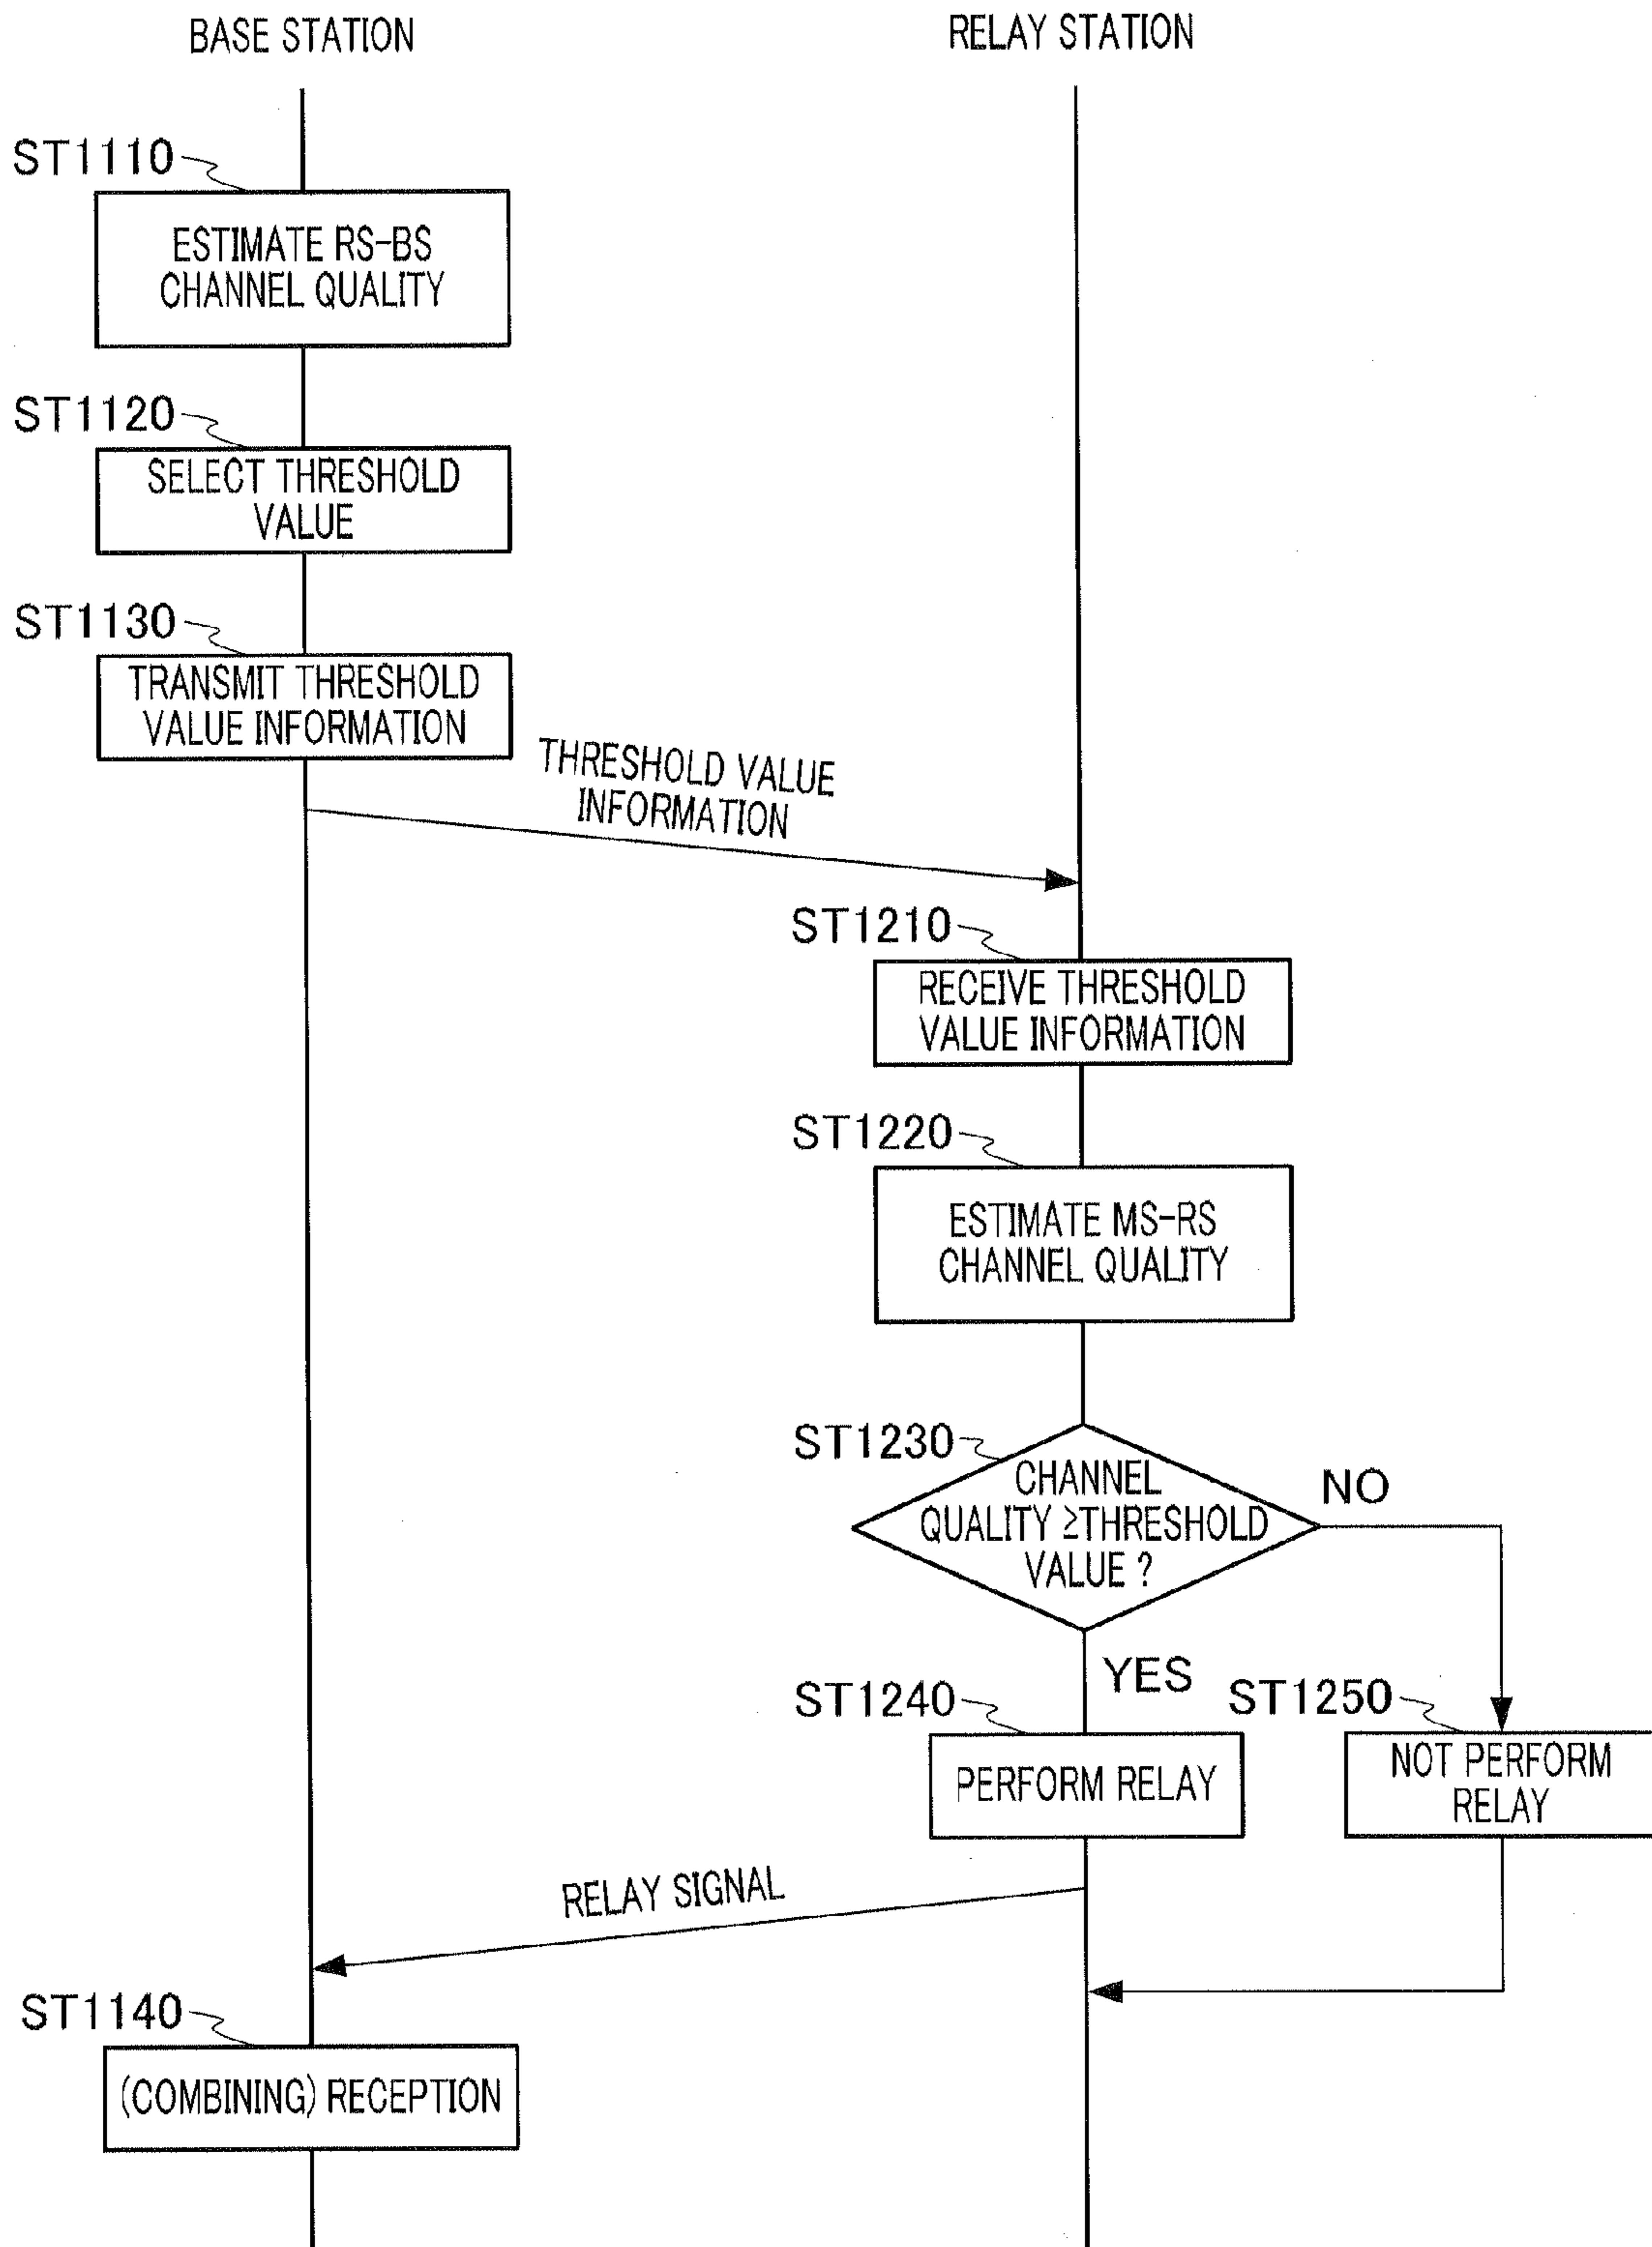 BASE STATION
RELAY STATION
ST1110
ESTIMATE RS-BS
CHANNEL QUALITY
ST1120
SELECT THRESHOLD
VALUE
ST1130
TRANSMIT THRESHOLD
VALUE INFORMATION
THRESHOLD VALUE
INFORMATION
ST1210
RECEIVE THRESHOLD
VALUE INFORMATION
ST1220
ESTIMATE MS-RS
CHANNEL QUALITY
ST1230
CHANNEL
QUALITY ≥THRESHOLD
VALUE ?
NO
YES
ST1240
PERFORM RELAY
ST1250
NOT PERFORM
RELAY
RELAY SIGNAL
ST1140
(COMBINING) RECEPTION